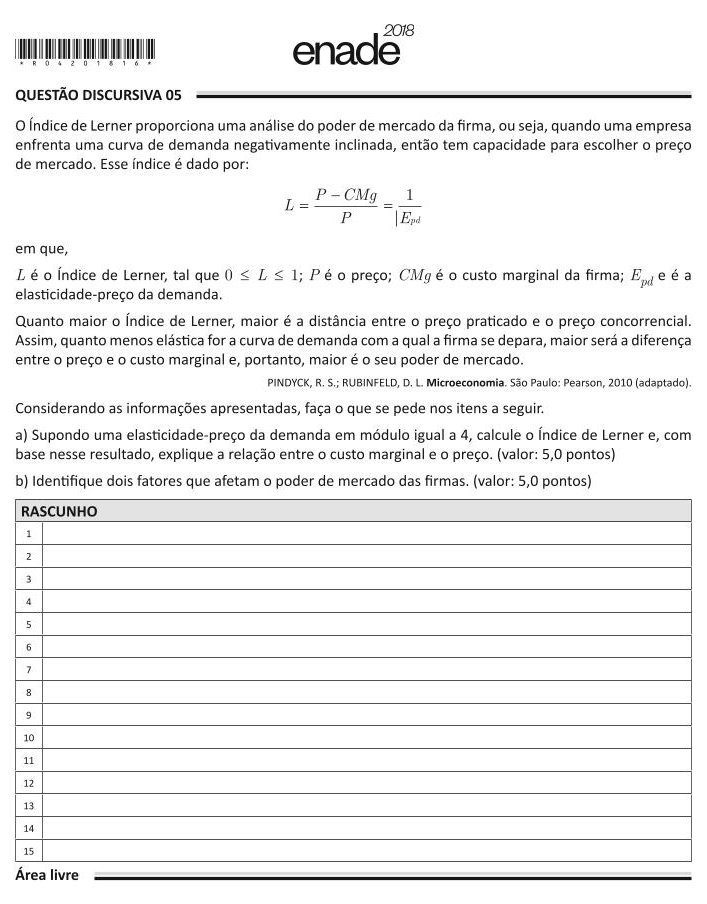 enade 2018
* R 0 4 2 0 1 8 1 6 *
QUESTÃO DISCURSIVA 05
O Índice de Lerner proporciona uma análise do poder de mercado da firma, ou seja, quando uma empresa
enfrenta uma curva de demanda negativamente inclinada, então tem capacidade para escolher o preço
de mercado. Esse índice é dado por:
L = (P − CMg)/P = 1/|E_pd
em que,
L é o Índice de Lerner, tal que 0 ≤ L ≤ 1; P é o preço; CMg é o custo marginal da firma; E_pd e é a
elasticidade-preço da demanda.
Quanto maior o Índice de Lerner, maior é a distância entre o preço praticado e o preço concorrencial.
Assim, quanto menos elástica for a curva de demanda com a qual a firma se depara, maior será a diferença
entre o preço e o custo marginal e, portanto, maior é o seu poder de mercado.
PINDYCK, R. S.; RUBINFELD, D. L. Microeconomia. São Paulo: Pearson, 2010 (adaptado).
Considerando as informações apresentadas, faça o que se pede nos itens a seguir.
a) Supondo uma elasticidade-preço da demanda em módulo igual a 4, calcule o Índice de Lerner e, com
base nesse resultado, explique a relação entre o custo marginal e o preço. (valor: 5,0 pontos)
b) Identifique dois fatores que afetam o poder de mercado das firmas. (valor: 5,0 pontos)
RASCUNHO
1
2
3
4
5
6
7
8
9
10
11
12
13
14
15
Área livre